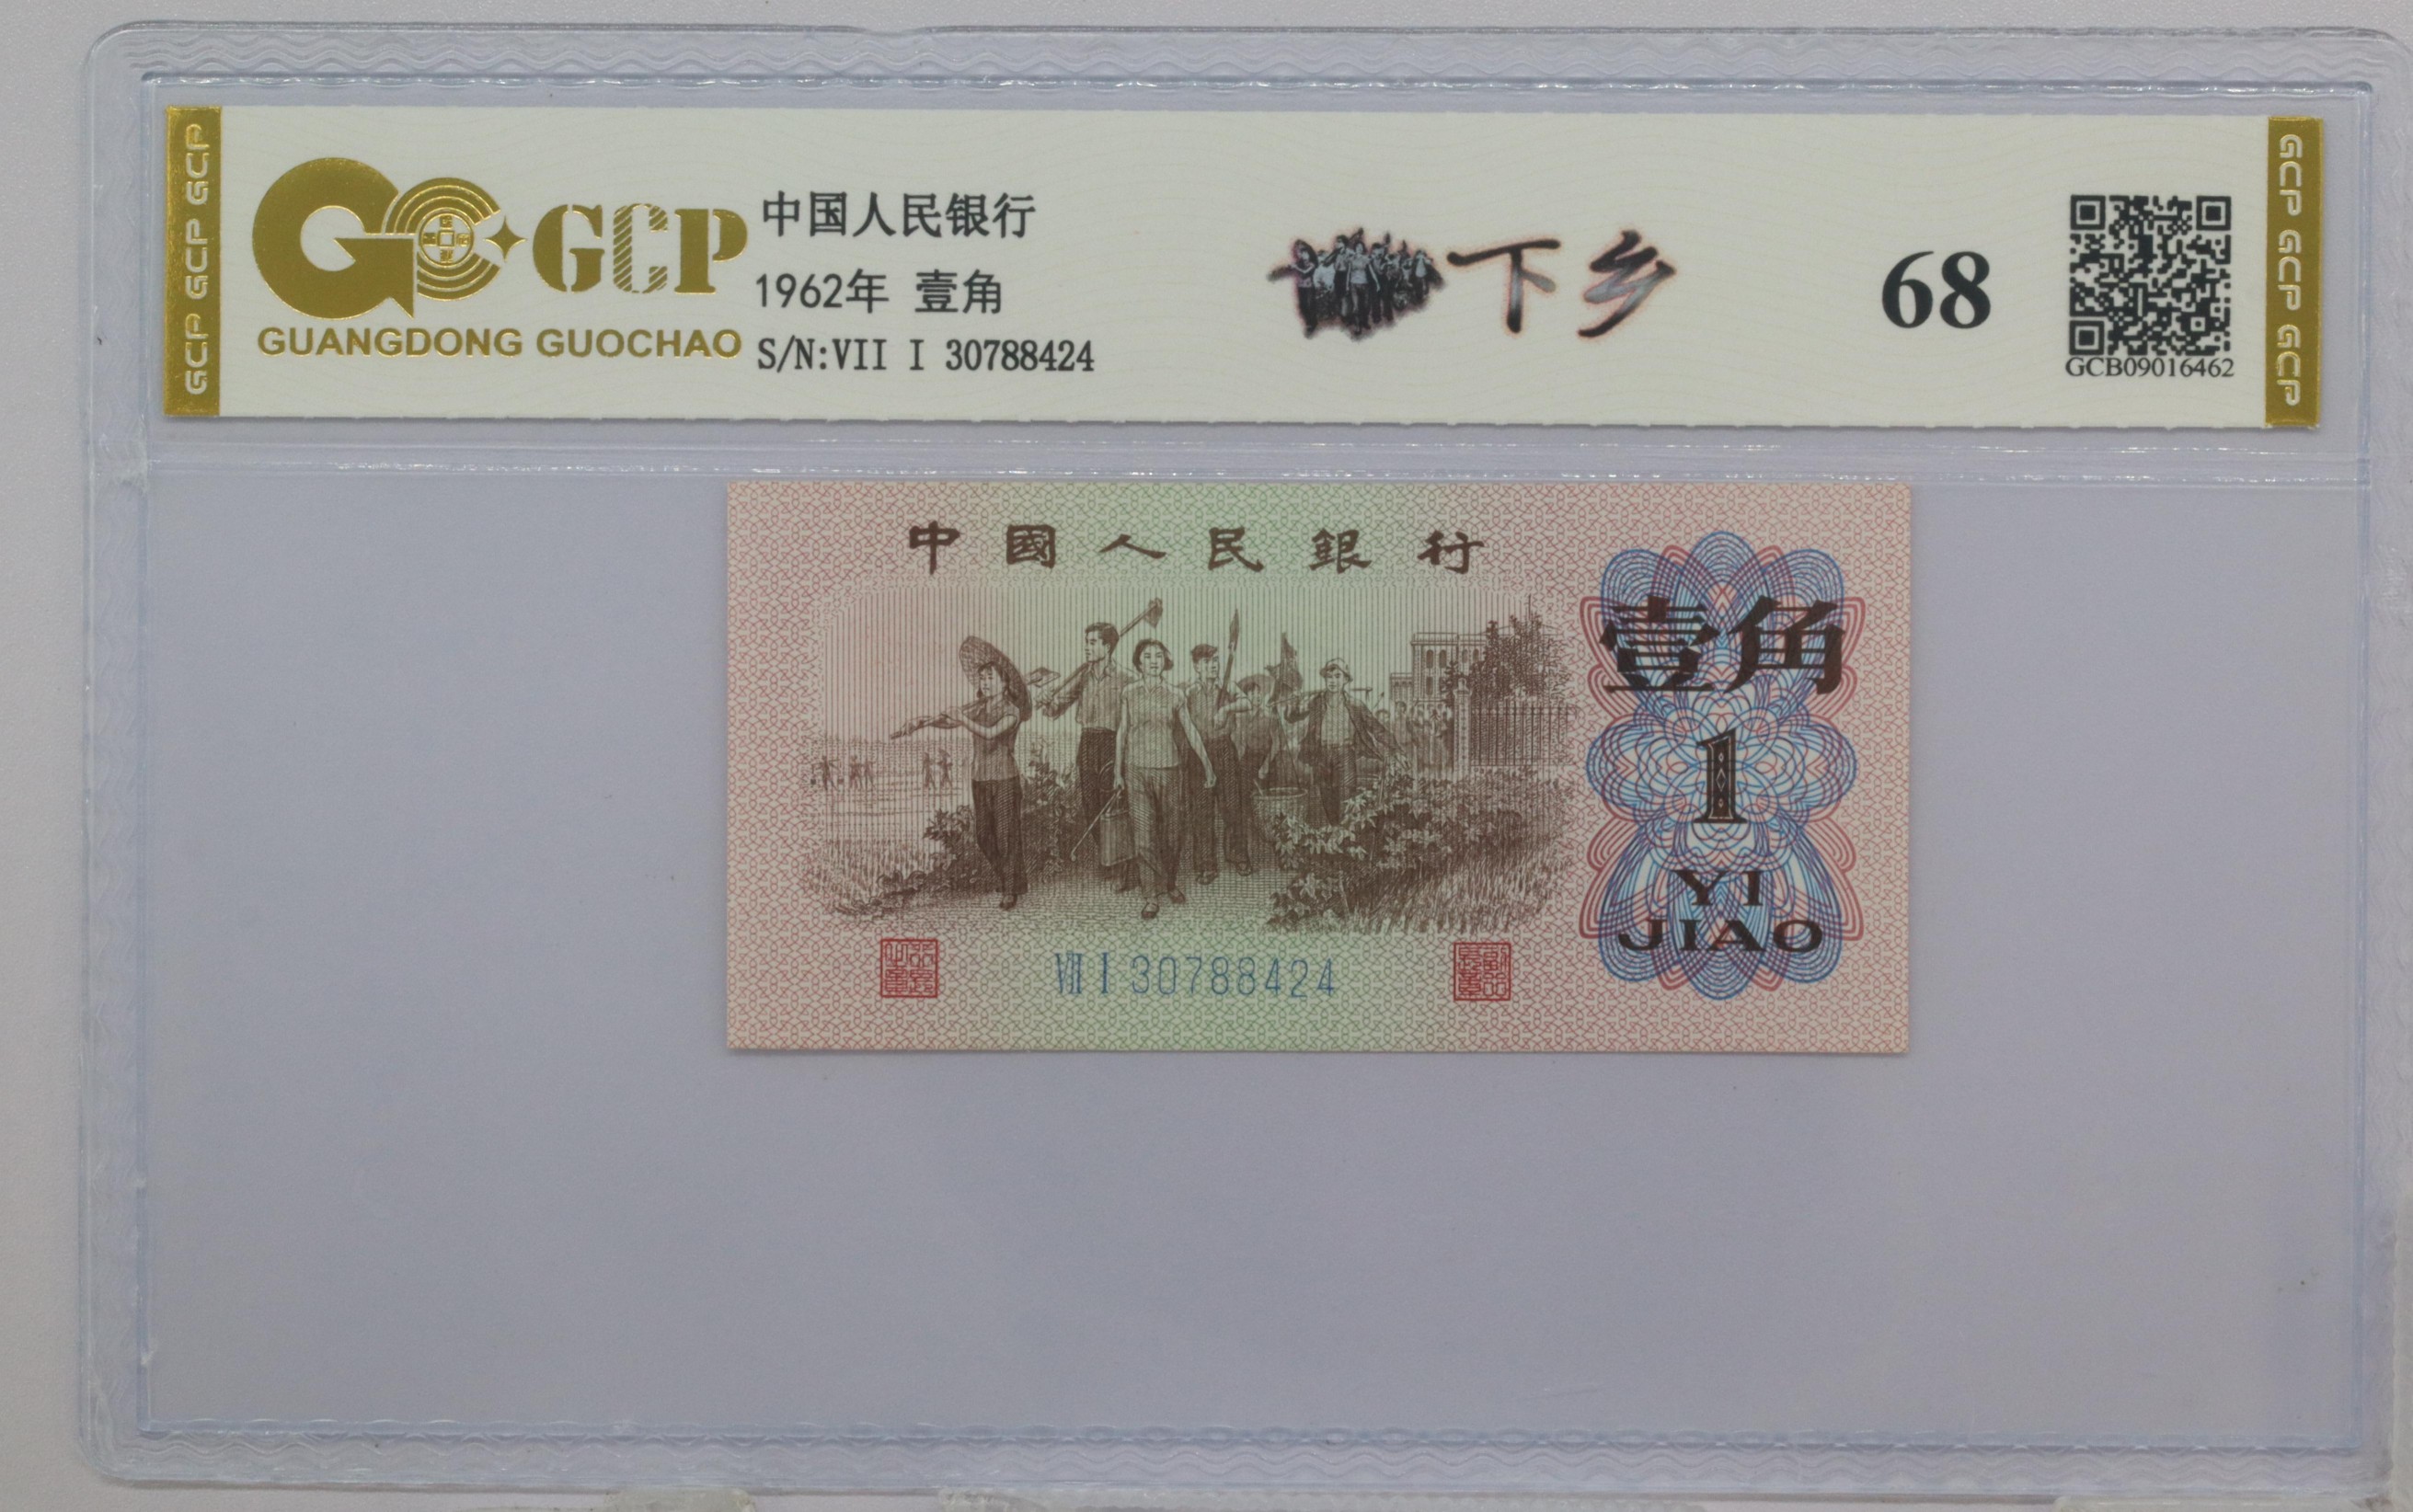 GCP GCP GCP
GCP
GUANGDONG GUOCHAO
中国人民银行
1962年 壹角
S/N:VII I 30788424
下乡
68
GCB09016462
GCP GCP GCP
中國人民銀行
壹角
1
YI
JIAO
VII I 30788424